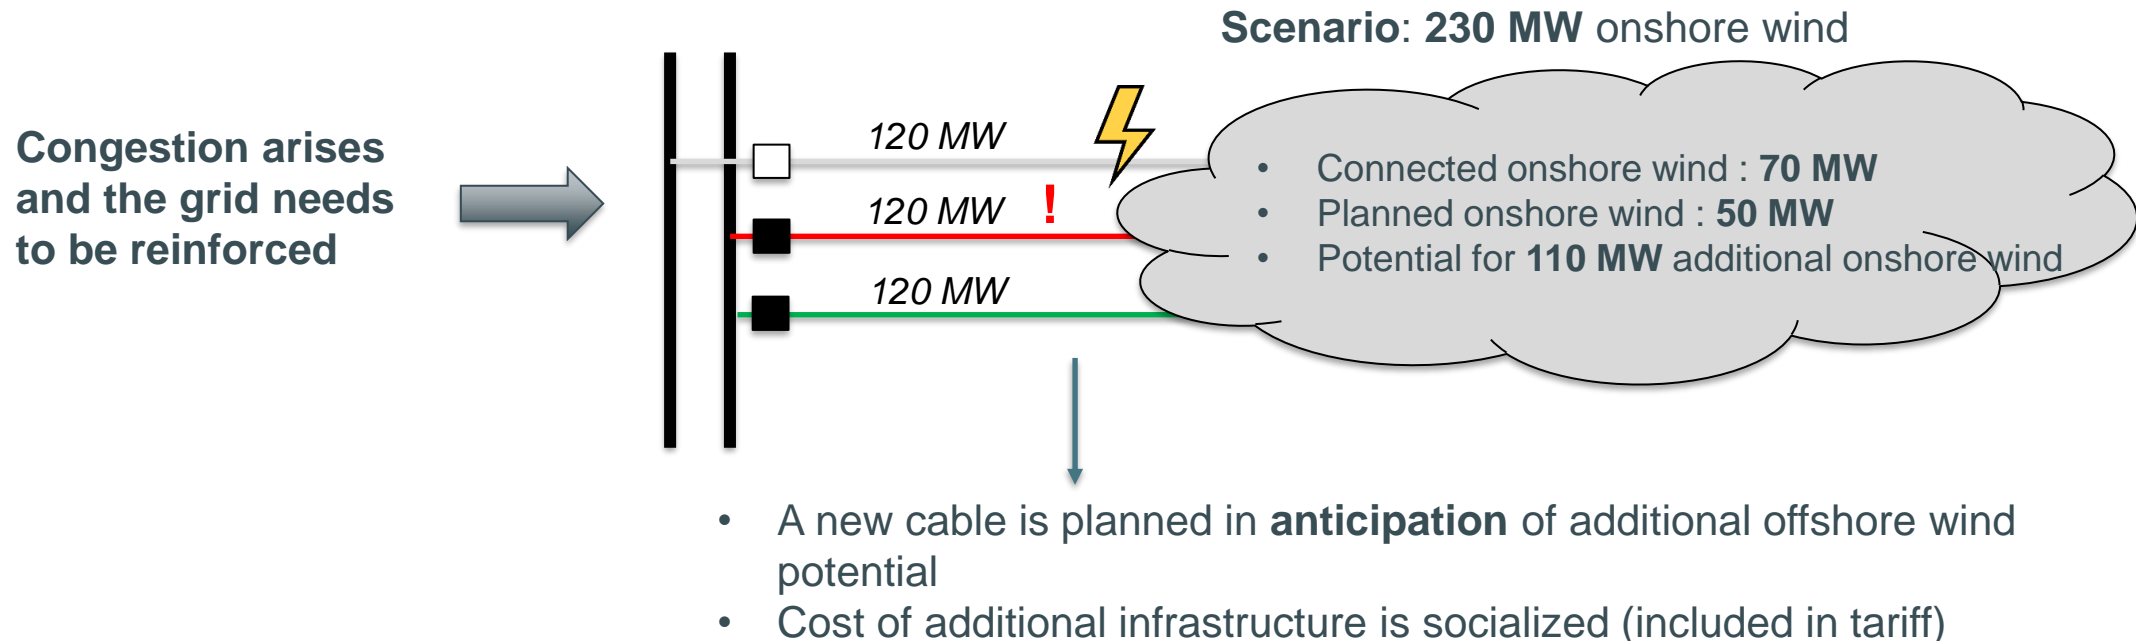 Scenario: 230 MW onshore wind
Congestion arises
and the grid needs
to be reinforced
120 MW
120 MW !
120 MW
• Connected onshore wind : 70 MW
• Planned onshore wind : 50 MW
• Potential for 110 MW additional onshore wind
• A new cable is planned in anticipation of additional offshore wind
potential
• Cost of additional infrastructure is socialized (included in tariff)